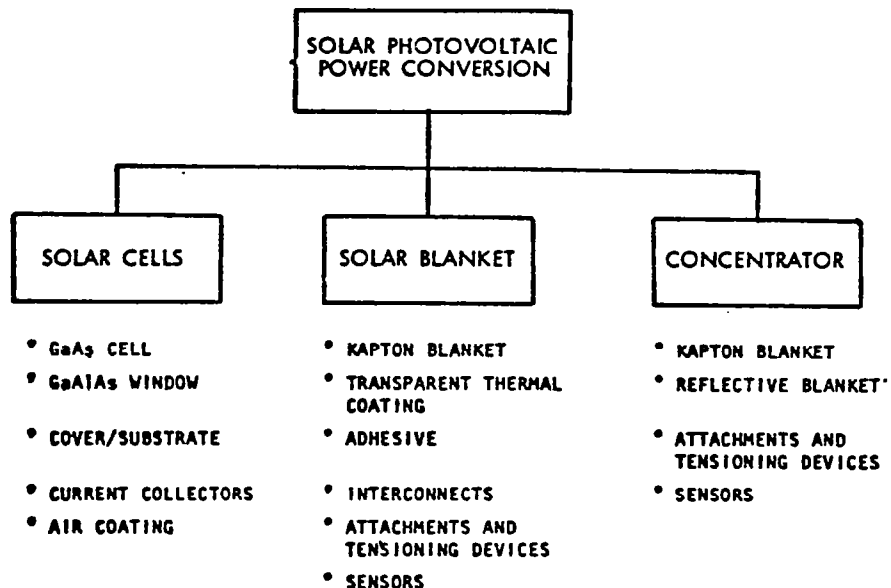 SOLAR PHOTOVOLTAIC
POWER CONVERSION
SOLAR CELLS
• GaAs CELL
• GaAlAs WINDOW
• COVER/SUBSTRATE
• CURRENT COLLECTORS
• AIR COATING
SOLAR BLANKET
• KAPTON BLANKET
• TRANSPARENT THERMAL
COATING
• ADHESIVE
• INTERCONNECTS
• ATTACHMENTS AND
TENSIONING DEVICES
• SENSORS
CONCENTRATOR
• KAPTON BLANKET
• REFLECTIVE BLANKET
• ATTACHMENTS AND
TENSIONING DEVICES
• SENSORS